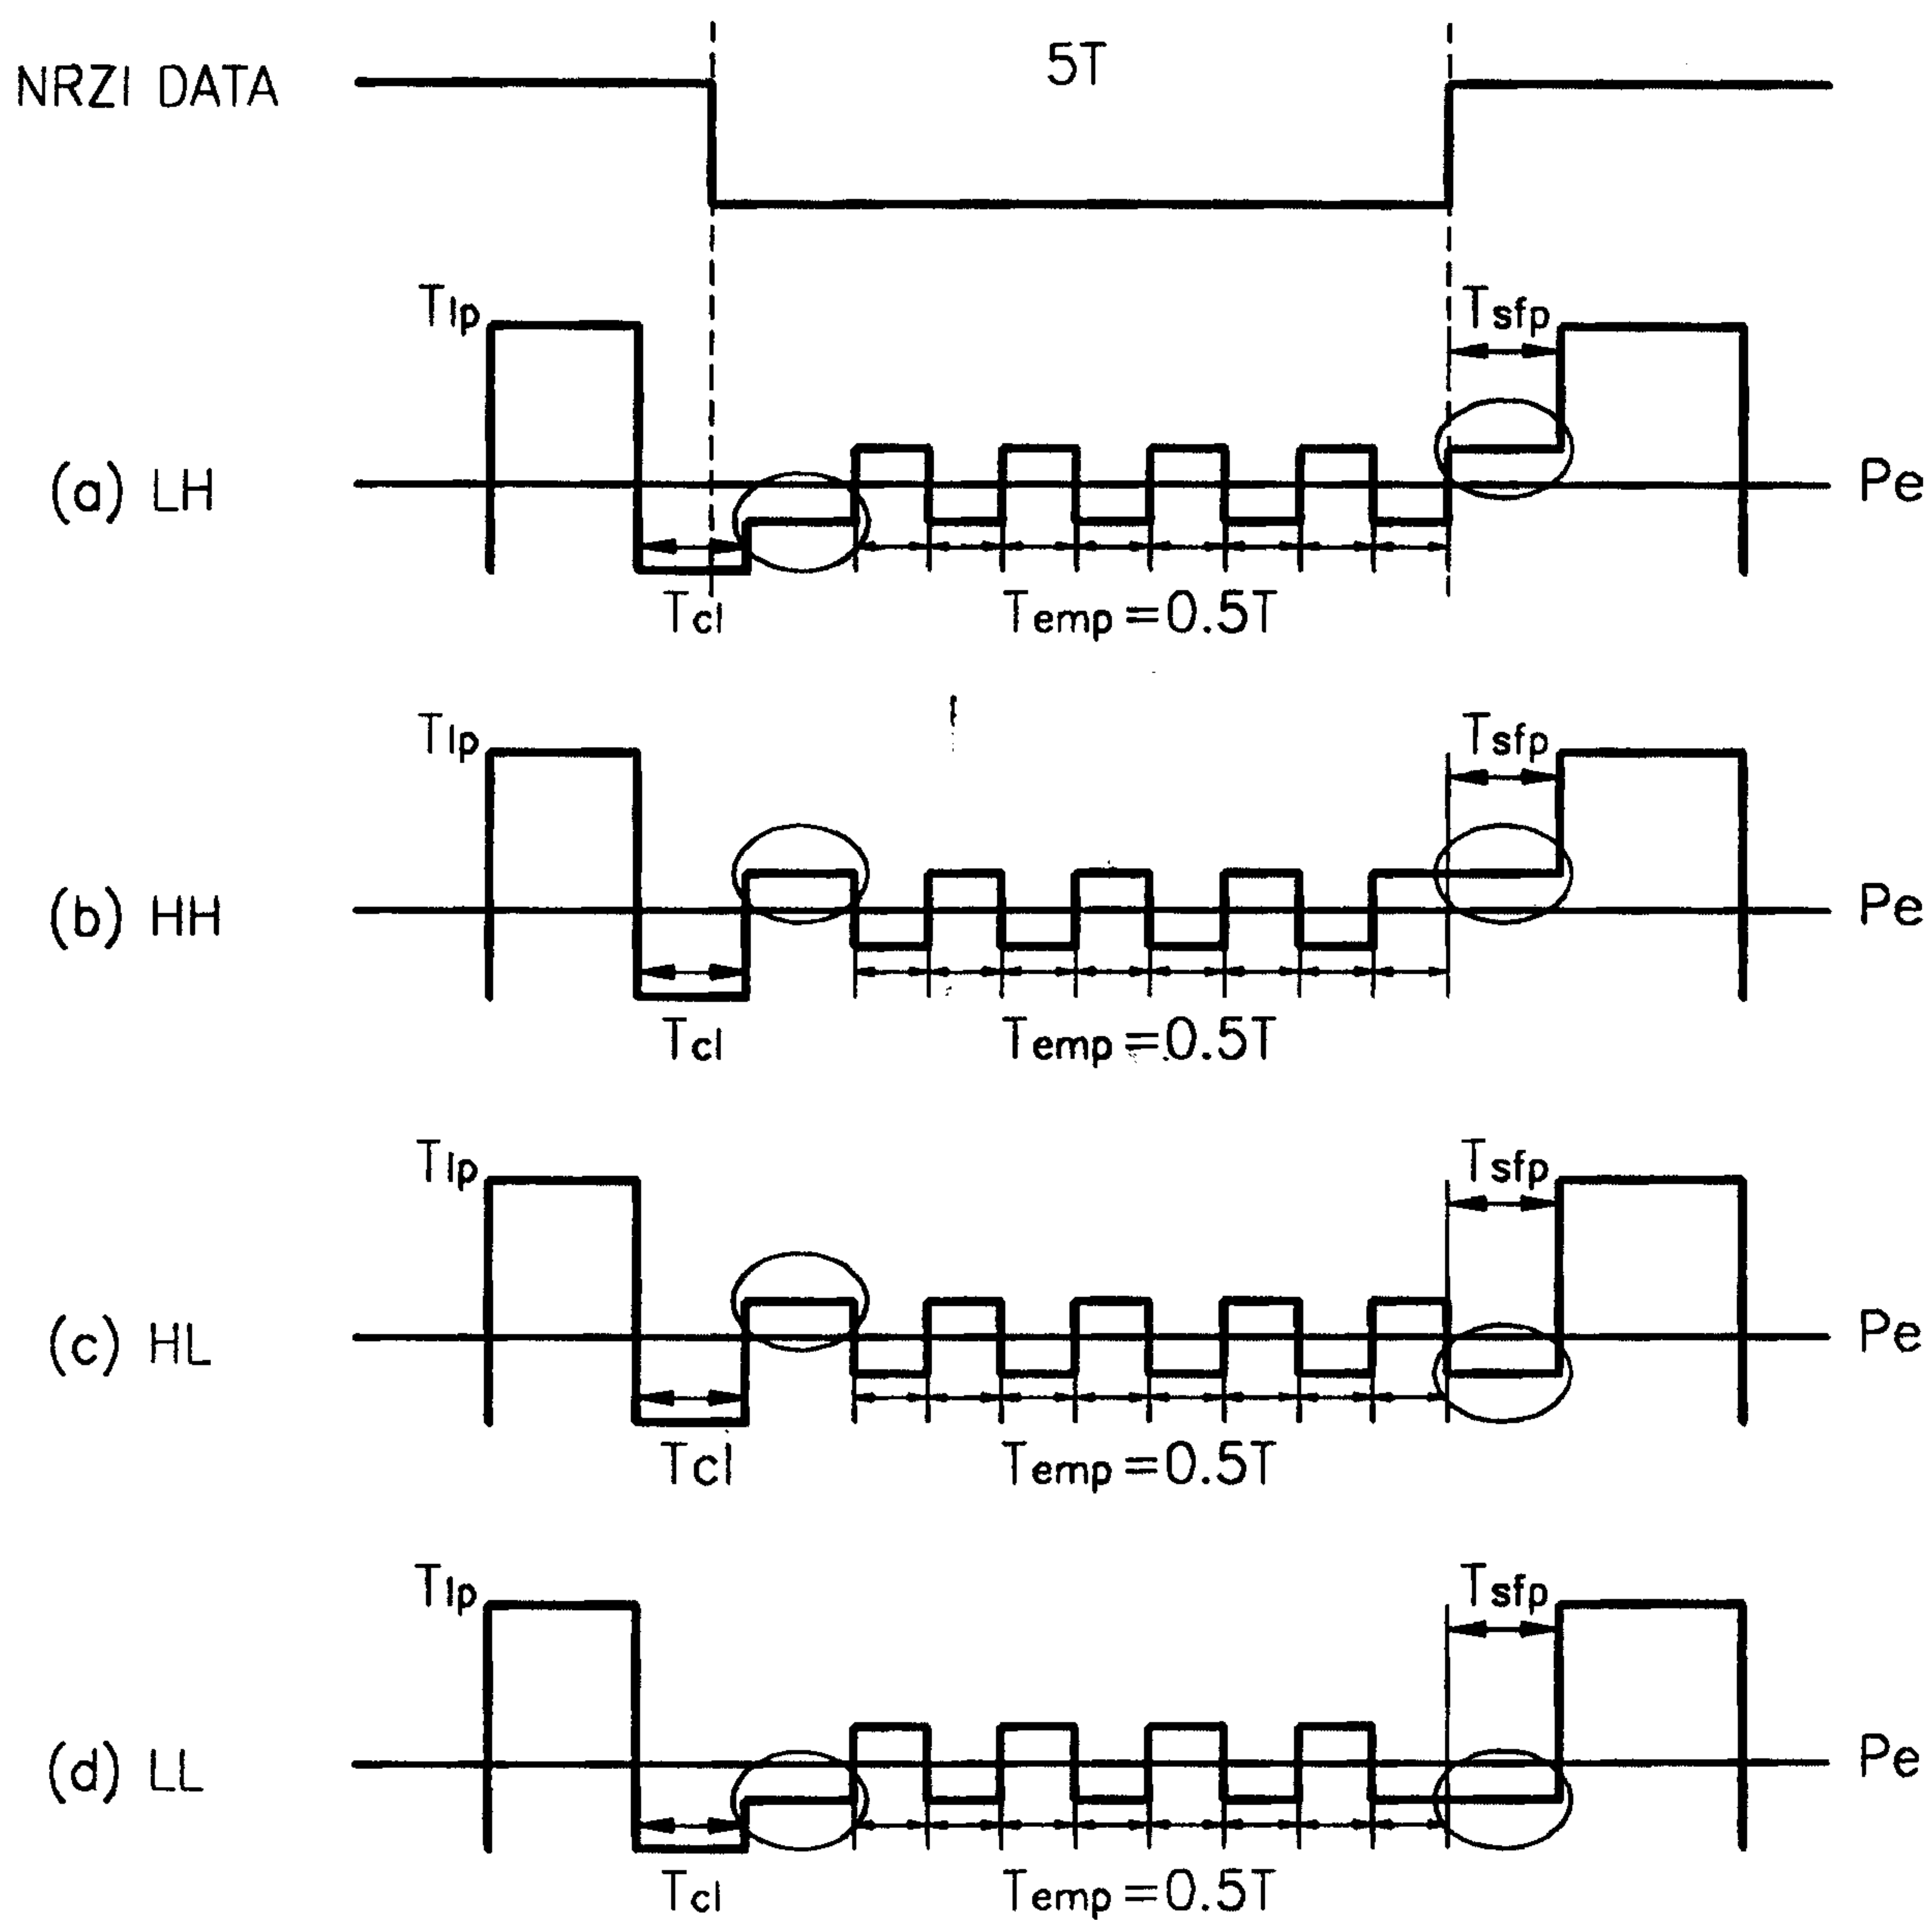 5T
NRZI DATA
Tlp
Tsfp
(a) LH
Pe
Tcl
Temp=0.5T
Tlp
Tsfp
(b) HH
Pe
Tcl
Temp=0.5T
Tlp
Tsfp
(c) HL
Pe
Tcl
Temp=0.5T
Tlp
Tsfp
(d) LL
Pe
Tcl
Temp=0.5T